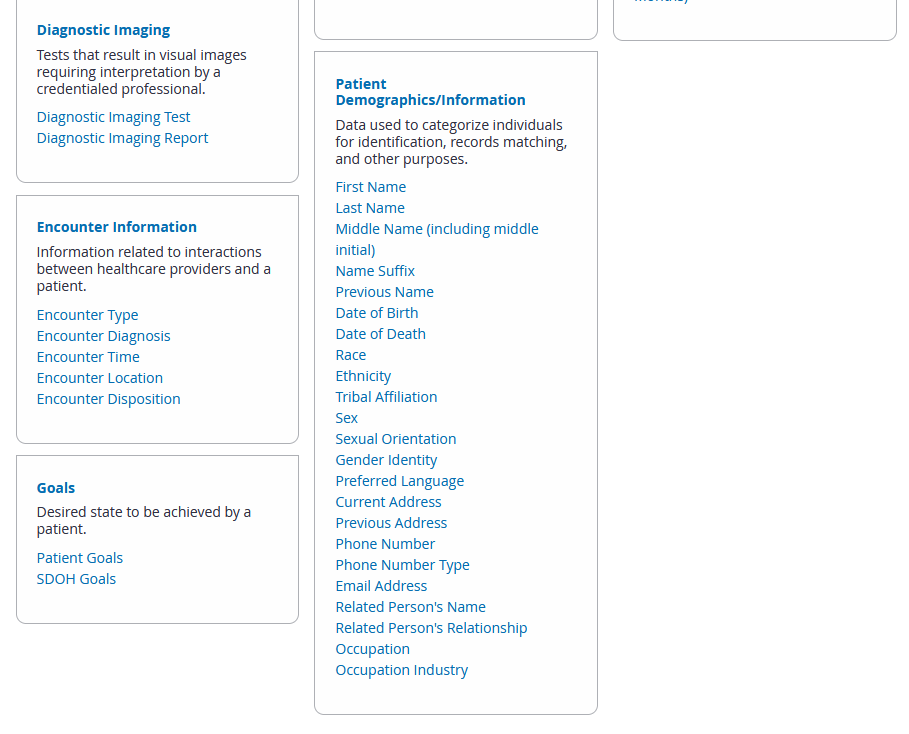 Diagnostic Imaging
Tests that result in visual images
requiring interpretation by a
credentialed professional.
Diagnostic Imaging Test
Diagnostic Imaging Report
Encounter Information
Information related to interactions
between healthcare providers and a
patient.
Encounter Type
Encounter Diagnosis
Encounter Time
Encounter Location
Encounter Disposition
Goals
Desired state to be achieved by a
patient.
Patient Goals
SDOH Goals
Patient
Demographics/Information
Data used to categorize individuals
for identification, records matching,
and other purposes.
First Name
Last Name
Middle Name (including middle
initial)
Name Suffix
Previous Name
Date of Birth
Date of Death
Race
Ethnicity
Tribal Affiliation
Sex
Sexual Orientation
Gender Identity
Preferred Language
Current Address
Previous Address
Phone Number
Phone Number Type
Email Address
Related Person's Name
Related Person's Relationship
Occupation
Occupation Industry